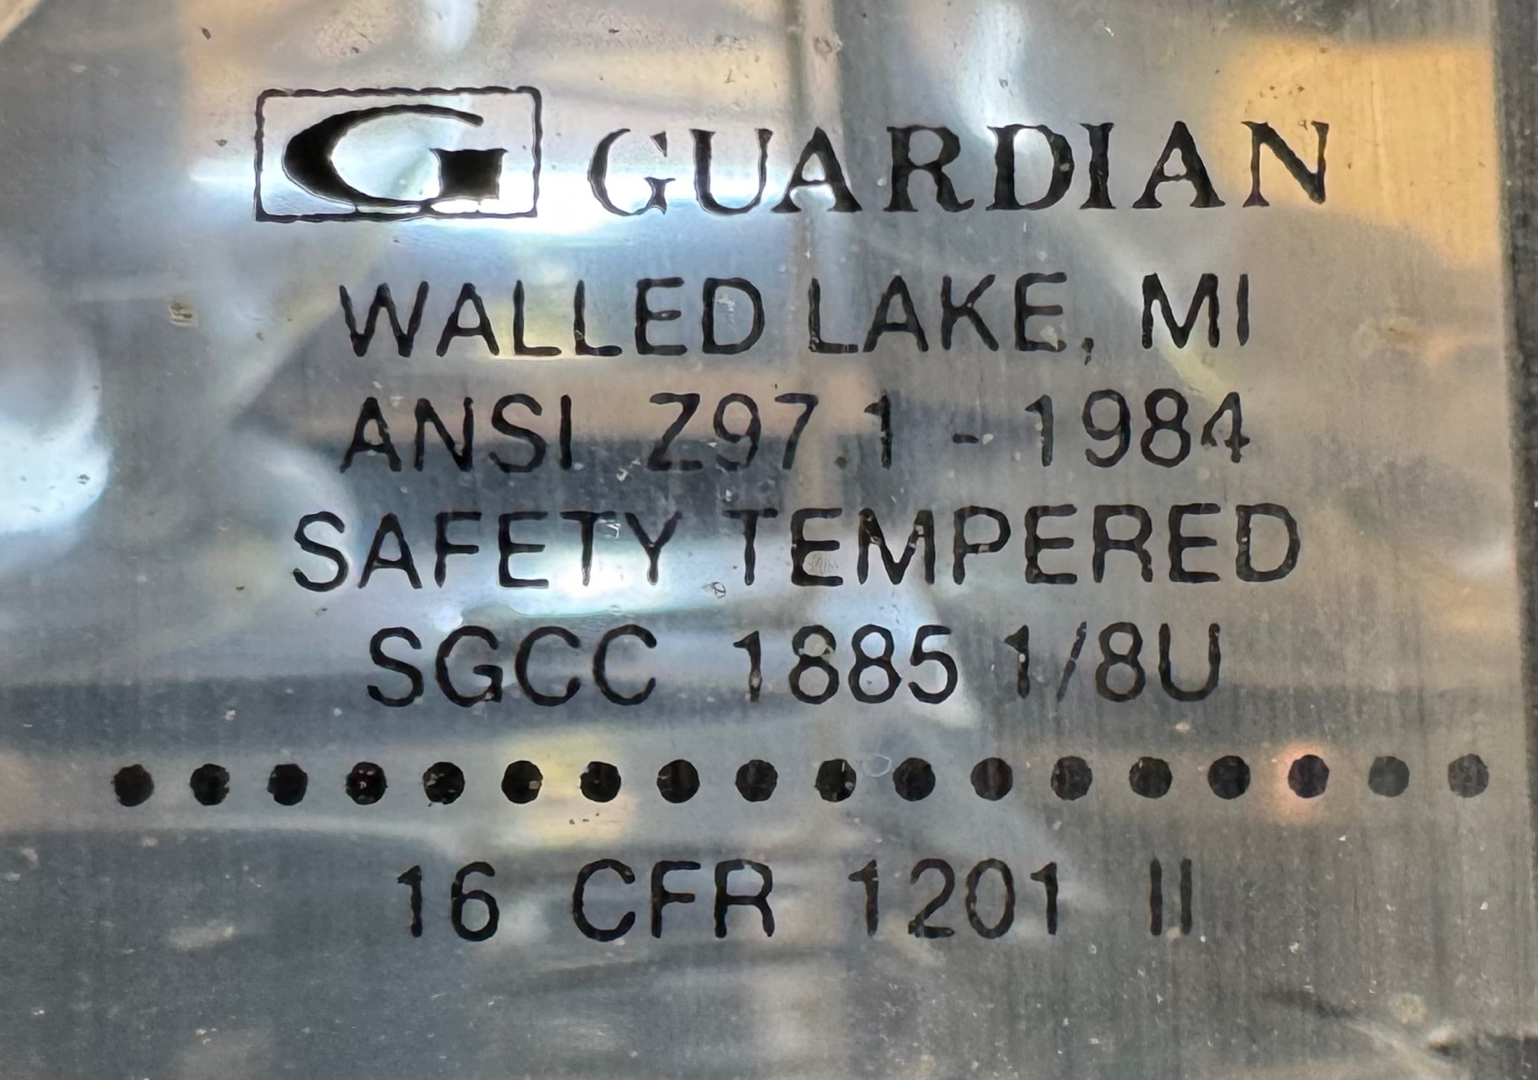 G GUARDIAN
WALLED LAKE, MI
ANSI Z97.1 - 1984
SAFETY TEMPERED
SGCC 1885 1/8U
16 CFR 1201 II